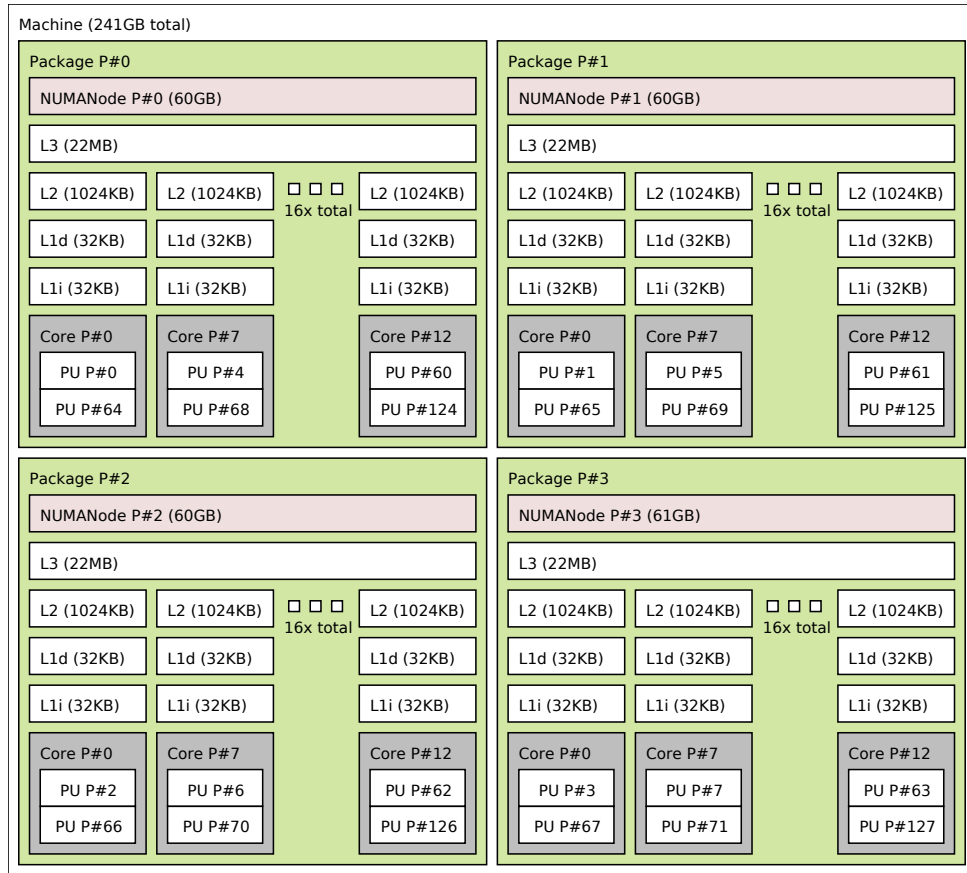 Machine (241GB total)
Package P#0
NUMANode P#0 (60GB)
L3 (22MB)
L2 (1024KB) L2 (1024KB) L2 (1024KB)
16x total
L1d (32KB) L1d (32KB) L1d (32KB)
L1i (32KB) L1i (32KB) L1i (32KB)
Core P#0 Core P#7 Core P#12
PU P#0 PU P#4 PU P#60
PU P#64 PU P#68 PU P#124
Package P#1
NUMANode P#1 (60GB)
L3 (22MB)
L2 (1024KB) L2 (1024KB) L2 (1024KB)
16x total
L1d (32KB) L1d (32KB) L1d (32KB)
L1i (32KB) L1i (32KB) L1i (32KB)
Core P#0 Core P#7 Core P#12
PU P#1 PU P#5 PU P#61
PU P#65 PU P#69 PU P#125
Package P#2
NUMANode P#2 (60GB)
L3 (22MB)
L2 (1024KB) L2 (1024KB) L2 (1024KB)
16x total
L1d (32KB) L1d (32KB) L1d (32KB)
L1i (32KB) L1i (32KB) L1i (32KB)
Core P#0 Core P#7 Core P#12
PU P#2 PU P#6 PU P#62
PU P#66 PU P#70 PU P#126
Package P#3
NUMANode P#3 (61GB)
L3 (22MB)
L2 (1024KB) L2 (1024KB) L2 (1024KB)
16x total
L1d (32KB) L1d (32KB) L1d (32KB)
L1i (32KB) L1i (32KB) L1i (32KB)
Core P#0 Core P#7 Core P#12
PU P#3 PU P#7 PU P#63
PU P#67 PU P#71 PU P#127